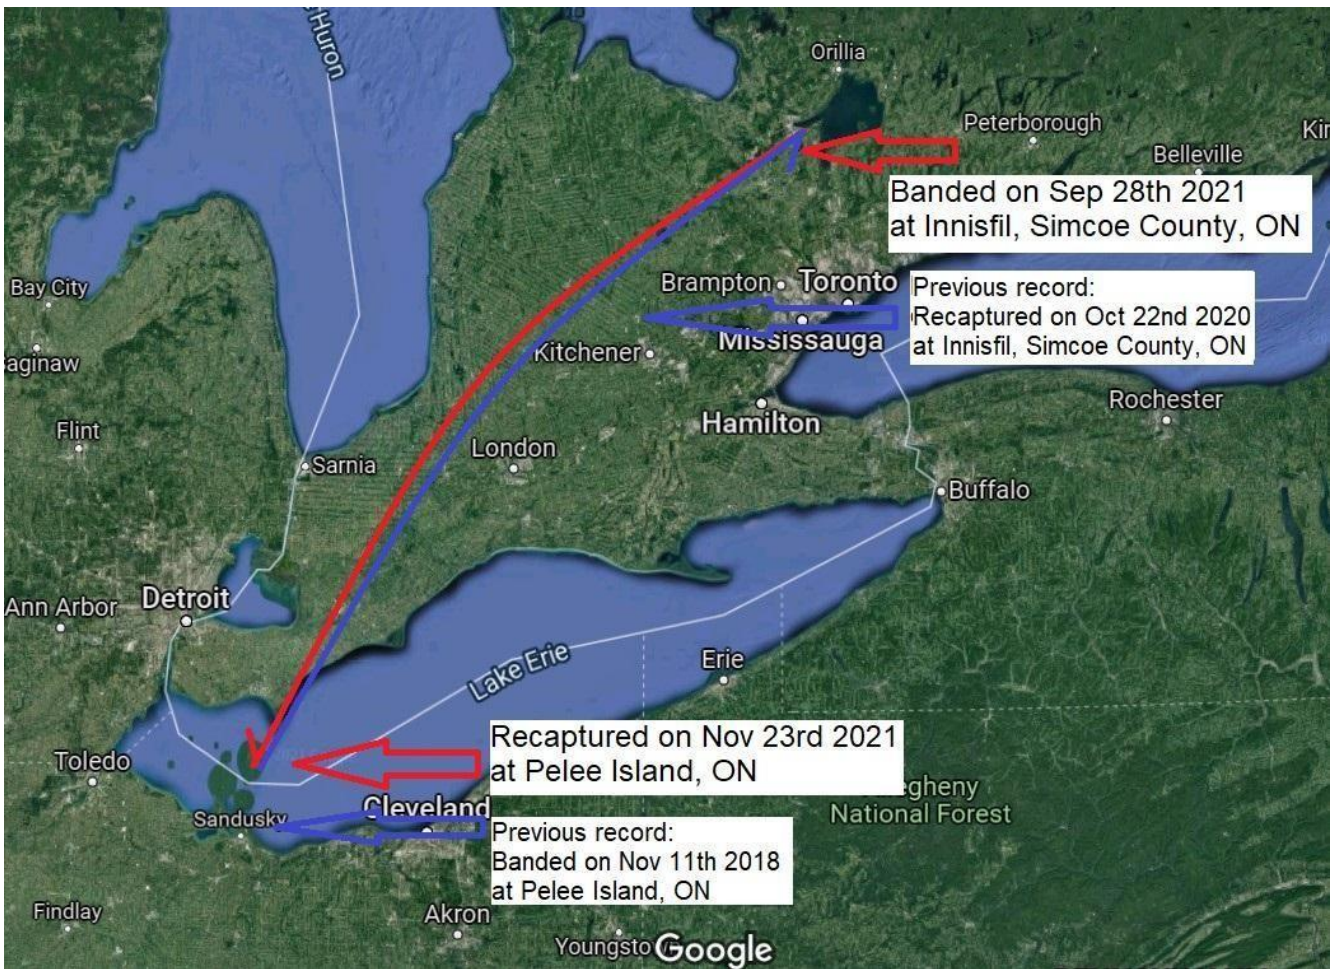 Huron
Orillia
Peterborough
Belleville
Banded on Sep 28th 2021
at Innisfil, Simcoe County, ON
Bay City
Brampton
Toronto
Previous record:
Recaptured on Oct 22nd 2020
at Innisfil, Simcoe County, ON
Mississauga
Kitchener
aginaw
Rochester
Hamilton
Flint
London
Sarnia
Buffalo
Ann Arbor
Detroit
Lake Erie
Erie
Recaptured on Nov 23rd 2021
at Pelee Island, ON
Toledo
egheny
National Forest
Cleveland
Sandusky
Previous record:
Banded on Nov 11th 2018
at Pelee Island, ON
Findlay
Akron
Youngstow
Google